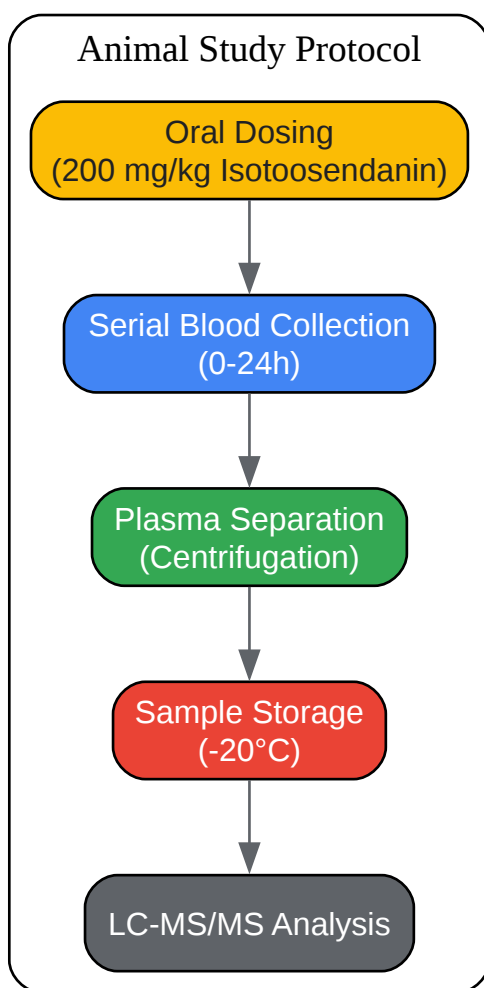 Animal Study Protocol
Oral Dosing
(200 mg/kg Isotoosendanin)
Serial Blood Collection
(0-24h)
Plasma Separation
(Centrifugation)
Sample Storage
(-20°C)
LC-MS/MS Analysis